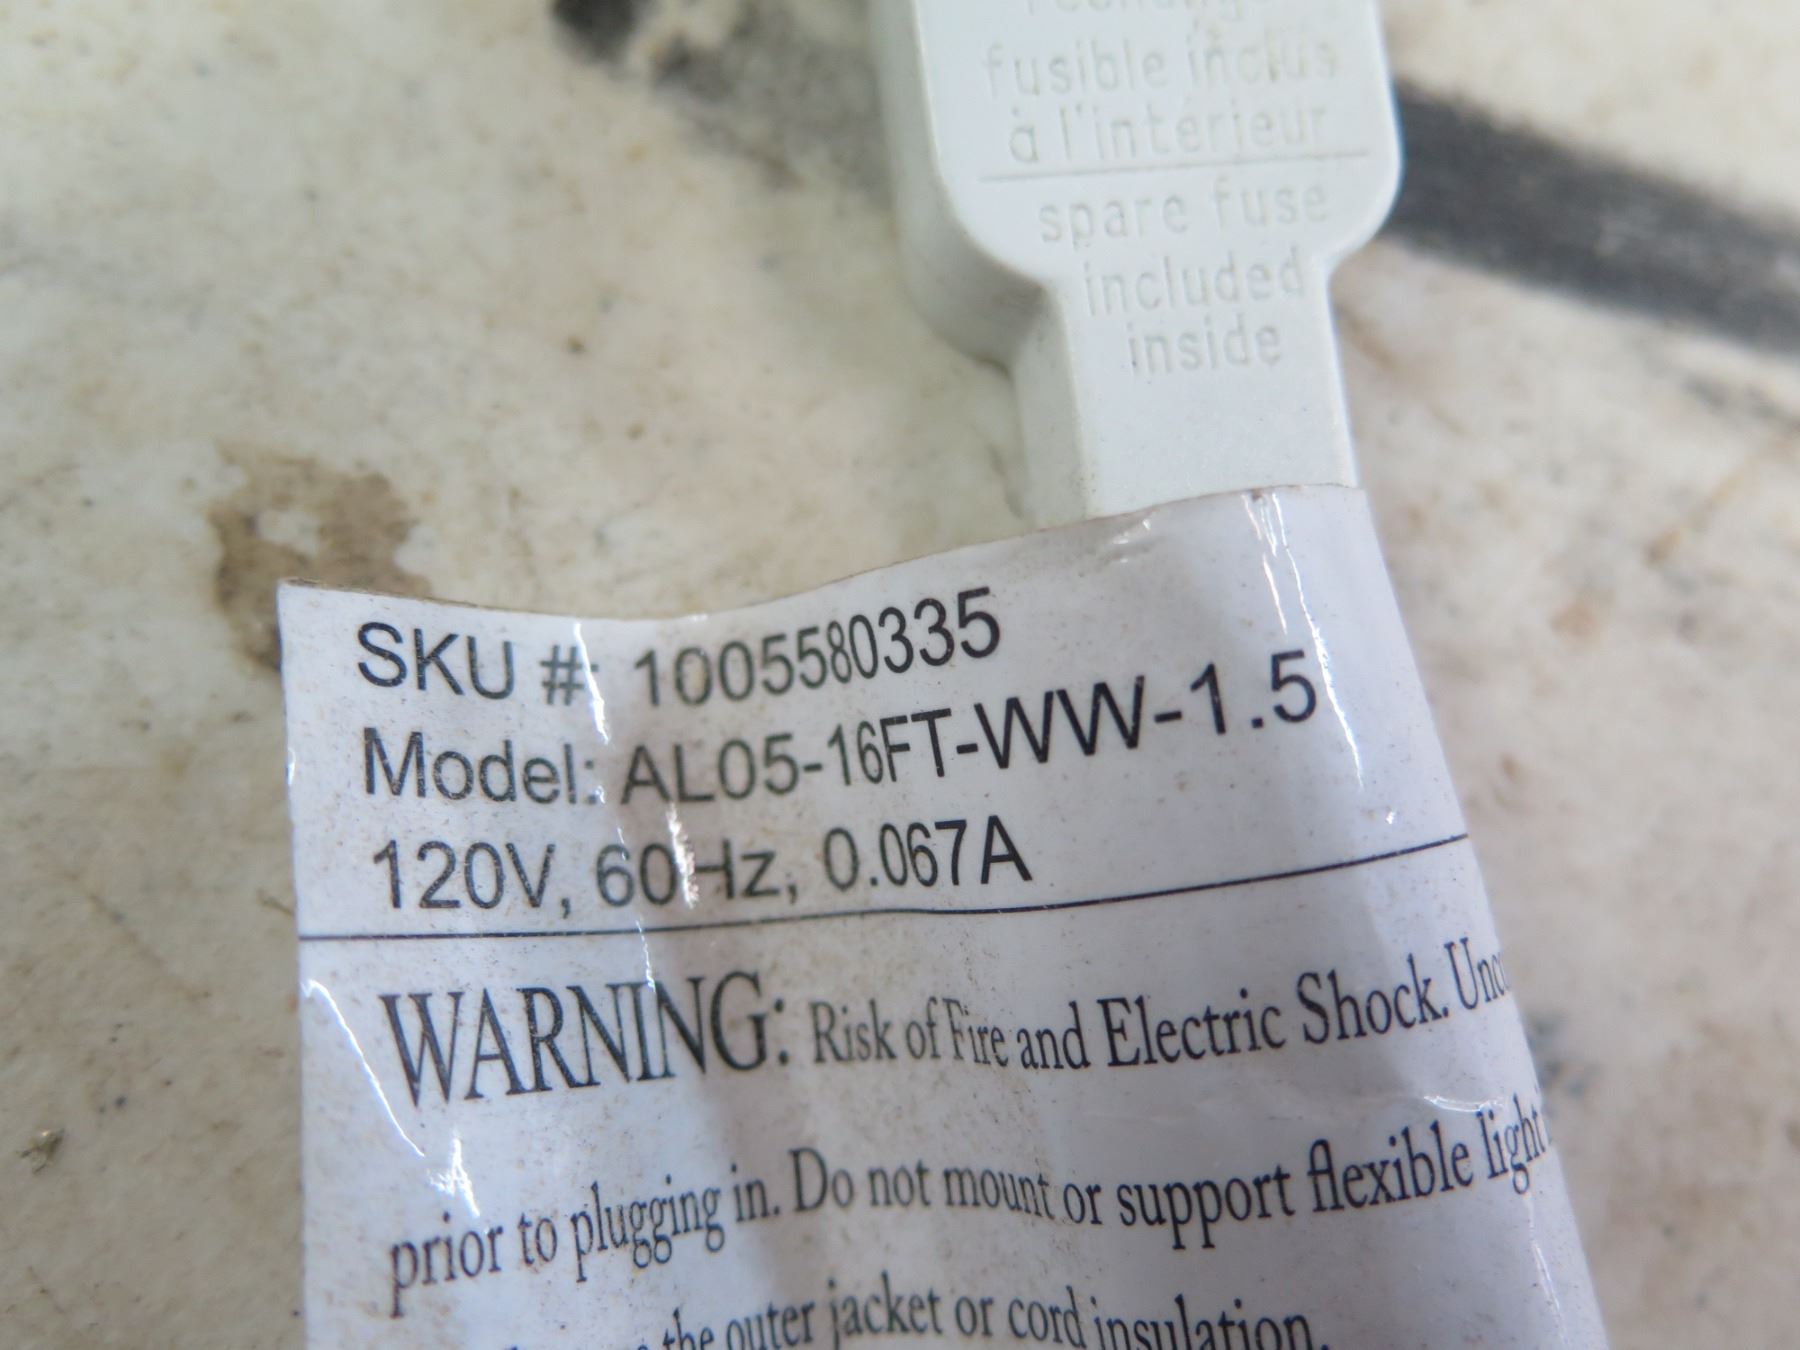 fusible inclus
à l'intérieur
spare fuse
included
inside
SKU #: 1005580335
Model: AL05-16FT-WW-1.5
120V, 60Hz, 0.067A
WARNING: Risk of Fire and Electric Shock.
prior to plugging in. Do not mount or support flexible light
the outer jacket or cord insulation.